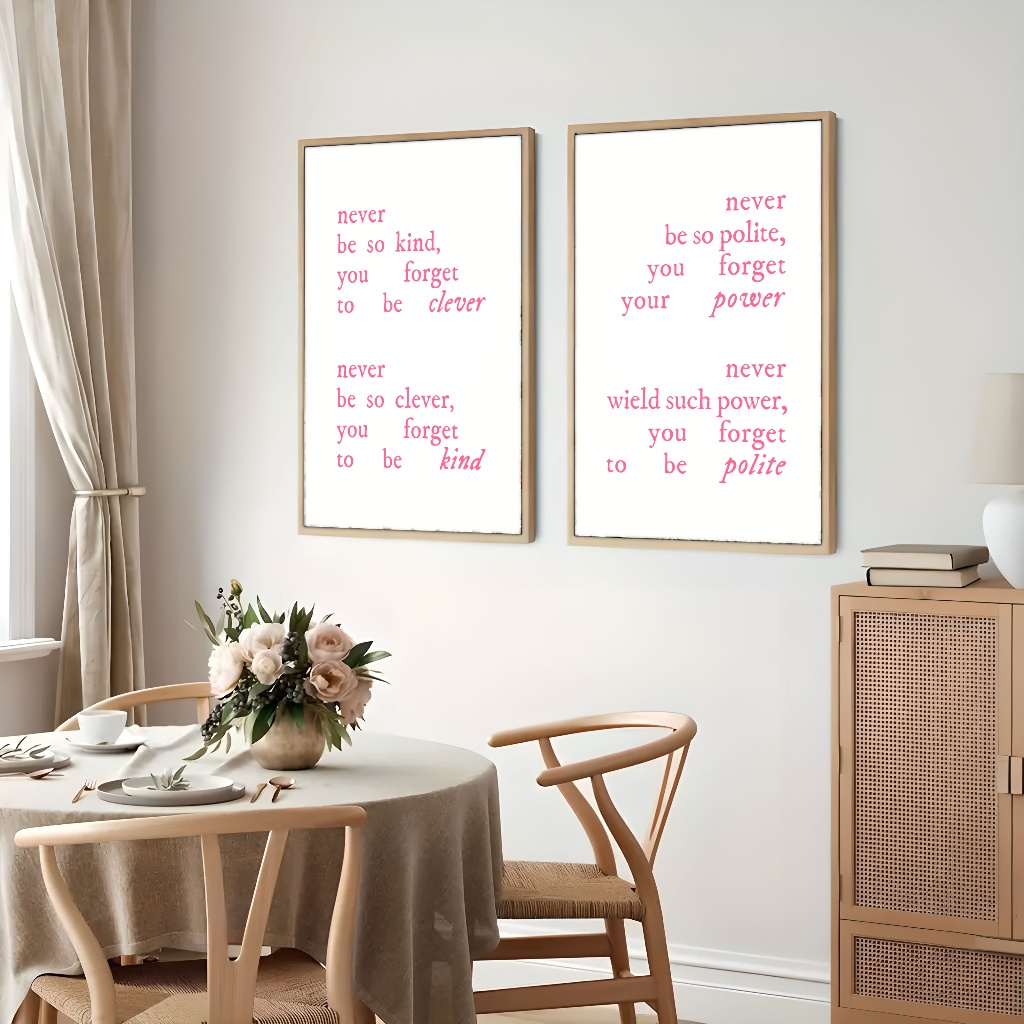 never
be so kind,
you forget
to be clever
never
be so clever,
you forget
to be kind
never
be so polite,
you forget
your power
never
wield such power,
you forget
to be polite